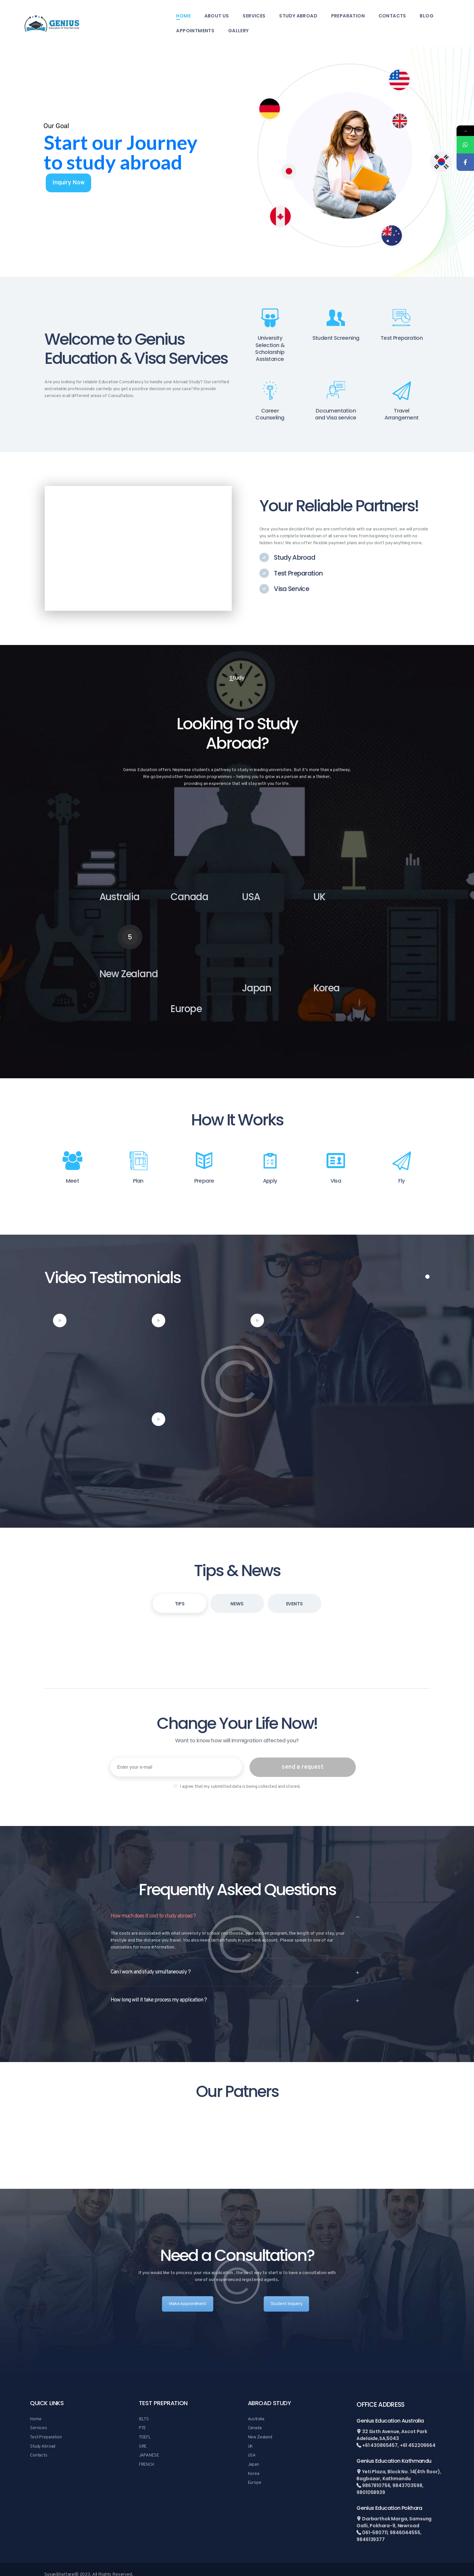 GENIUS
HOME ABOUT US SERVICES STUDY ABROAD PREPARATION CONTACTS BLOG
APPOINTMENTS GALLERY
Our Goal
Start our Journey
to study abroad
Inquiry Now
Welcome to Genius
Education & Visa Services
Are you looking for reliable Education Consultancy to handle your Abroad Study? Our certified
and reliable professionals can help you get a positive decision on your case! We provide
services in all different areas of Consultation.
University
Selection &
Scholarship
Assistance
Student Screening
Test Preparation
Career
Counseling
Documentation
and Visa service
Travel
Arrangement
Your Reliable Partners!
Once you have decided that you are comfortable with our assessment, we will provide
you with a complete breakdown of all service fees from beginning to end with no
hidden fees! We also offer flexible payment plans and you don't pay anything more.
Study Abroad
Test Preparation
Visa Service
Study
Looking To Study
Abroad?
Genius Education offers Neplease students a pathway to study in leading universities. But it's more than a pathway.
We go beyond other foundation programmes – helping you to grow as a person and as a thinker,
providing an experience that will stay with you for life.
Australia
Canada
USA
UK
5
New Zealand
Japan
Korea
Europe
How It Works
Meet
Plan
Prepare
Apply
Visa
Fly
Video Testimonials
Tips & News
TIPS
NEWS
EVENTS
Change Your Life Now!
Want to know how will immigration affected you?
Enter your e-mail
send a request
I agree that my submitted data is being collected and stored.
Frequently Asked Questions
How much does it cost to study abroad ?
The costs are associated with what university or school you choose, your chosen program, the length of your stay, your
lifestyle and the distance you travel. You also need certain funds in your bank account. Please speak to one of our
counselors for more information.
Can I work and study simultaneously ?
How long will it take process my application ?
Our Patners
Need a Consultation?
If you would like to process your visa application, the best way to start is to have a consultation with
one of our experienced registered agents.
Make Appointment
Student Inquiry
QUICK LINKS
Home
Services
Test Preparation
Study Abroad
Contacts
TEST PREPRATION
IELTS
PTE
TOEFL
GRE
JAPANESE
FRENCH
ABROAD STUDY
Australia
Canada
New Zealand
UK
USA
Japan
Korea
Europe
OFFICE ADDRESS
Genius Education Australia
32 Sixth Avenue, Ascot Park
Adelaide,SA,5043
+61 430865457, +61 452209664
Genius Education Kathmandu
Yeti Plaza, Block No. 14(4th floor),
Bagbazar, Kathmandu
9867810756, 9843703598,
9801058939
Genius Education Pokhara
Darbarthok Marga, Samsung
Galli, Pokhara-8, Newroad
061-580711, 9846044555,
9846139377
Susan Bhattarai© 2023. All Rights Reserved.